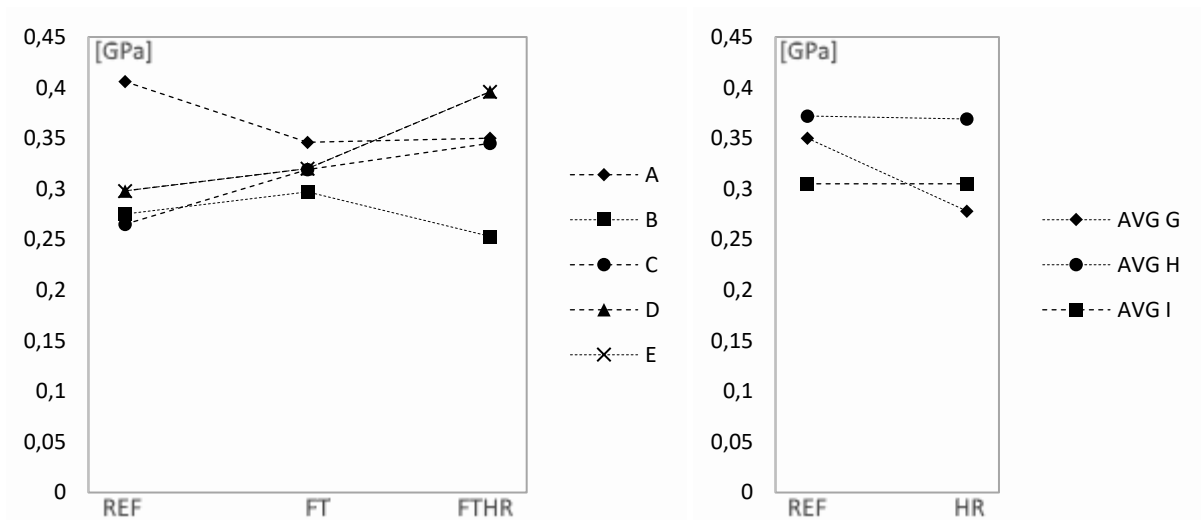 0,45
[GPa]
0,4
0,35
0,3
0,25
0,2
0,15
0,1
0,05
0
REF FT FTHR
A
B
C
D
E
0,45
[GPa]
0,4
0,35
0,3
0,25
0,2
0,15
0,1
0,05
0
REF HR
AVG G
AVG H
AVG I